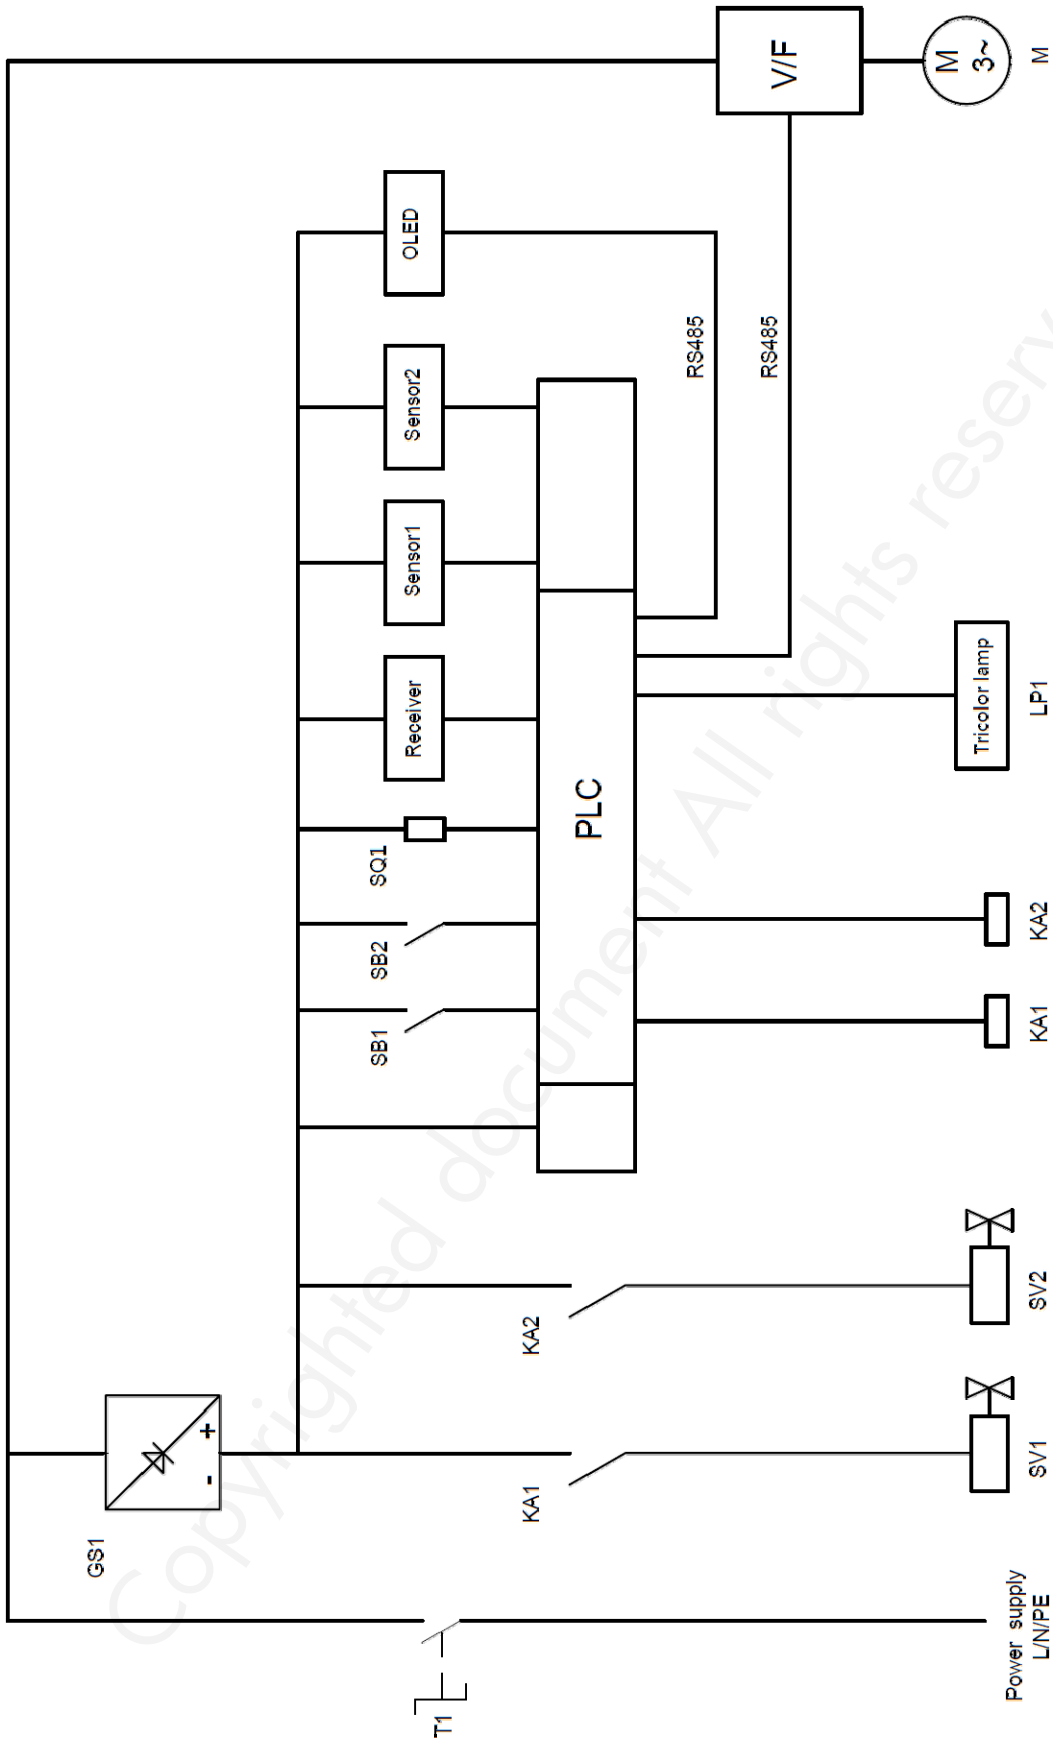 GS1
- +
T1
Power supply
L/N/PE
KA1
SV1
KA2
SV2
SB1
SB2
SQ1
Receiver
Sensor1
Sensor2
OLED
PLC
RS485
RS485
KA1
KA2
Tricolor lamp
LP1
V/F
M
3~
M
Copyrighted document All rights reserv